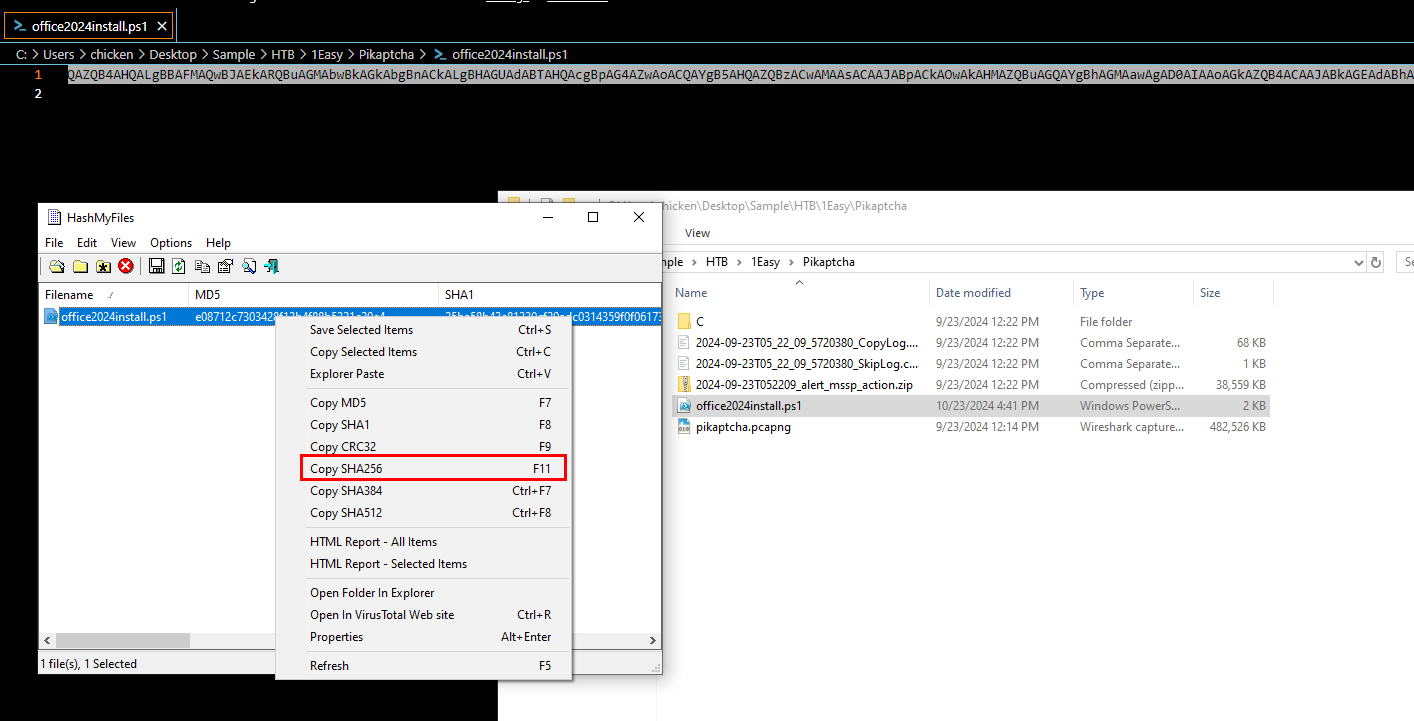 office2024install.ps1
C: > Users > chicken > Desktop > Sample > HTB > 1Easy > Pikaptcha > office2024install.ps1
1 QAZQB4AHQALgBBAFMAQwBJAEkARQBuAGMAbwBkAGkAbgBnACkALgBHAGUAdABTAHQAcgBpAG4AZwAoACQAYgB5AHQAZQBzACwAMAAsACAAJABpACkAOwAkAHMAZQBuAGQAYgBhAGMAawAgAD0AIAAoAGkAZQB4ACAAJABkAGEAdABhA
2
hicken\Desktop\Sample\HTB\1Easy\Pikaptcha
View
mple > HTB > 1Easy > Pikaptcha
Se
Name Date modified Type Size
C 9/23/2024 12:22 PM File folder
2024-09-23T05_22_09_5720380_CopyLog.... 9/23/2024 12:22 PM Comma Separate... 68 KB
2024-09-23T05_22_09_5720380_SkipLog.c... 9/23/2024 12:22 PM Comma Separate... 1 KB
2024-09-23T052209_alert_mssp_action.zip 9/23/2024 12:22 PM Compressed (zipp... 38,559 KB
office2024install.ps1 10/23/2024 4:41 PM Windows PowerS... 2 KB
pikaptcha.pcapng 9/23/2024 12:14 PM Wireshark capture... 482,526 KB
HashMyFiles
File Edit View Options Help
Filename MD5 SHA1
office2024install.ps1
Save Selected Items Ctrl+S
Copy Selected Items Ctrl+C
Explorer Paste Ctrl+V
Copy MD5 F7
Copy SHA1 F8
Copy CRC32 F9
Copy SHA256 F11
Copy SHA384 Ctrl+F7
Copy SHA512 Ctrl+F8
HTML Report - All Items
HTML Report - Selected Items
Open Folder In Explorer
Open In VirusTotal Web site Ctrl+R
Properties Alt+Enter
Refresh F5
1 file(s), 1 Selected